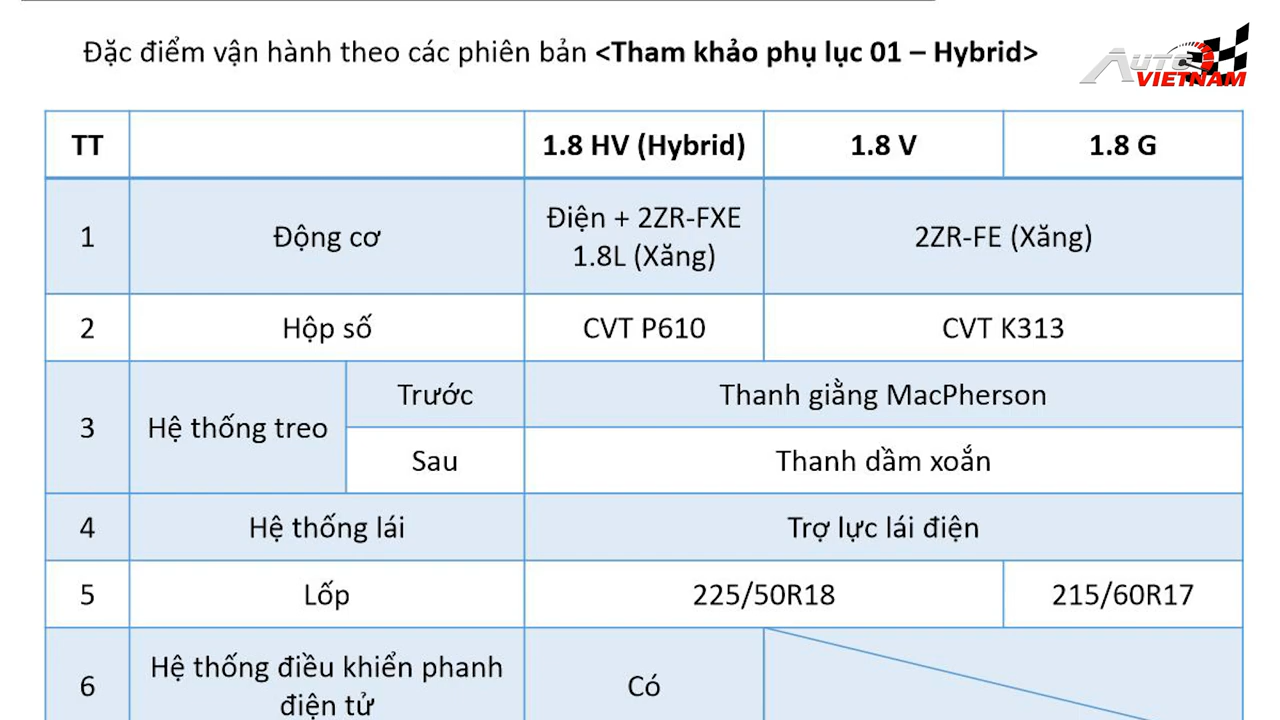 Đặc điểm vận hành theo các phiên bản <Tham khảo phụ lục 01 – Hybrid>
AUTO
VIETNAM
TT 1.8 HV (Hybrid) 1.8 V 1.8 G
1 Động cơ Điện + 2ZR-FXE 1.8L (Xăng) 2ZR-FE (Xăng)
2 Hộp số CVT P610 CVT K313
3 Hệ thống treo Trước Thanh giằng MacPherson
Sau Thanh dầm xoắn
4 Hệ thống lái Trợ lực lái điện
5 Lốp 225/50R18 215/60R17
6 Hệ thống điều khiển phanh điện tử Có